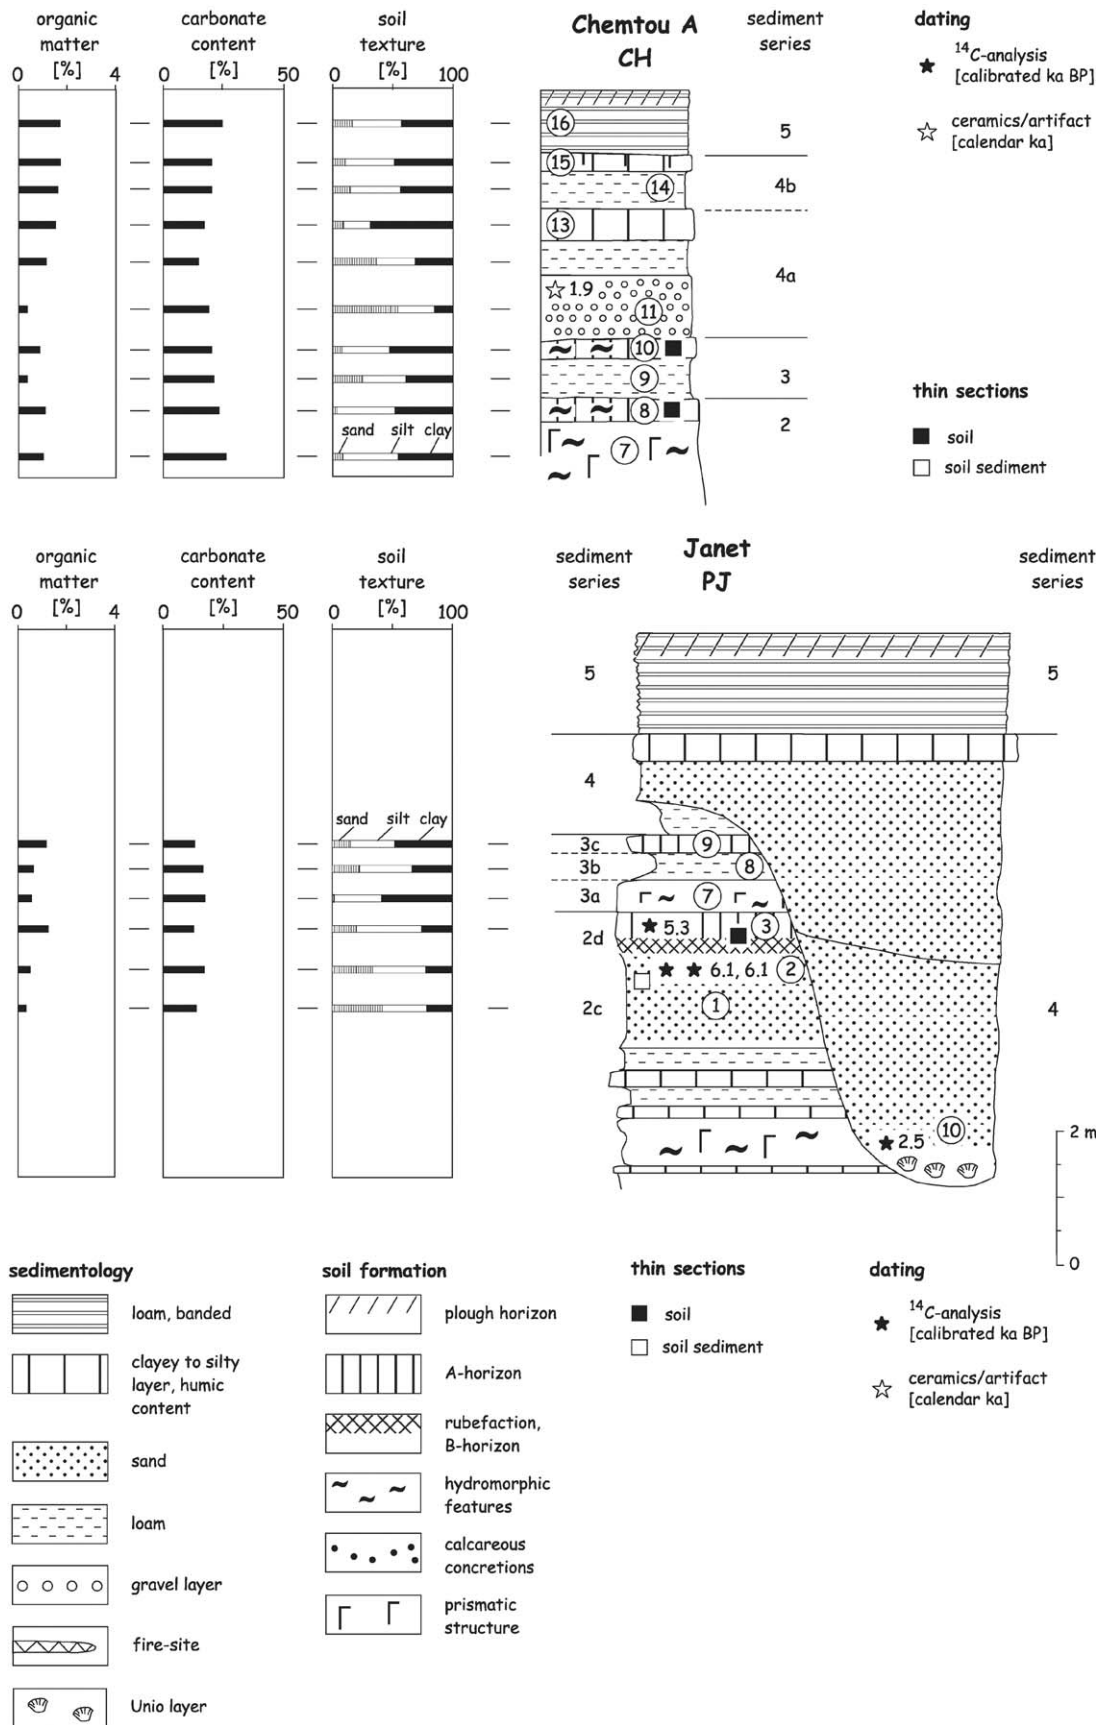 organic
matter
[%]
0 4
carbonate
content
[%]
0 50
soil
texture
[%]
0 100
Chemtou A
CH
sediment
series
dating
14C-analysis
[calibrated ka BP]
ceramics/artifact
[calendar ka]
16
5
15
14
4b
13
4a
1.9
11
10
9
3
8
2
7
sand silt clay
thin sections
soil
soil sediment
organic
matter
[%]
0 4
carbonate
content
[%]
0 50
soil
texture
[%]
0 100
sediment
series
Janet
PJ
sediment
series
5
5
4
sand silt clay
3c
9
3b
8
3a
7
2d
5.3
3
6.1, 6.1
2
2c
1
4
10
2.5
2 m
0
sedimentology
loam, banded
clayey to silty
layer, humic
content
sand
loam
gravel layer
fire-site
Unio layer
soil formation
plough horizon
A-horizon
rubefaction,
B-horizon
hydromorphic
features
calcareous
concretions
prismatic
structure
thin sections
soil
soil sediment
dating
14C-analysis
[calibrated ka BP]
ceramics/artifact
[calendar ka]